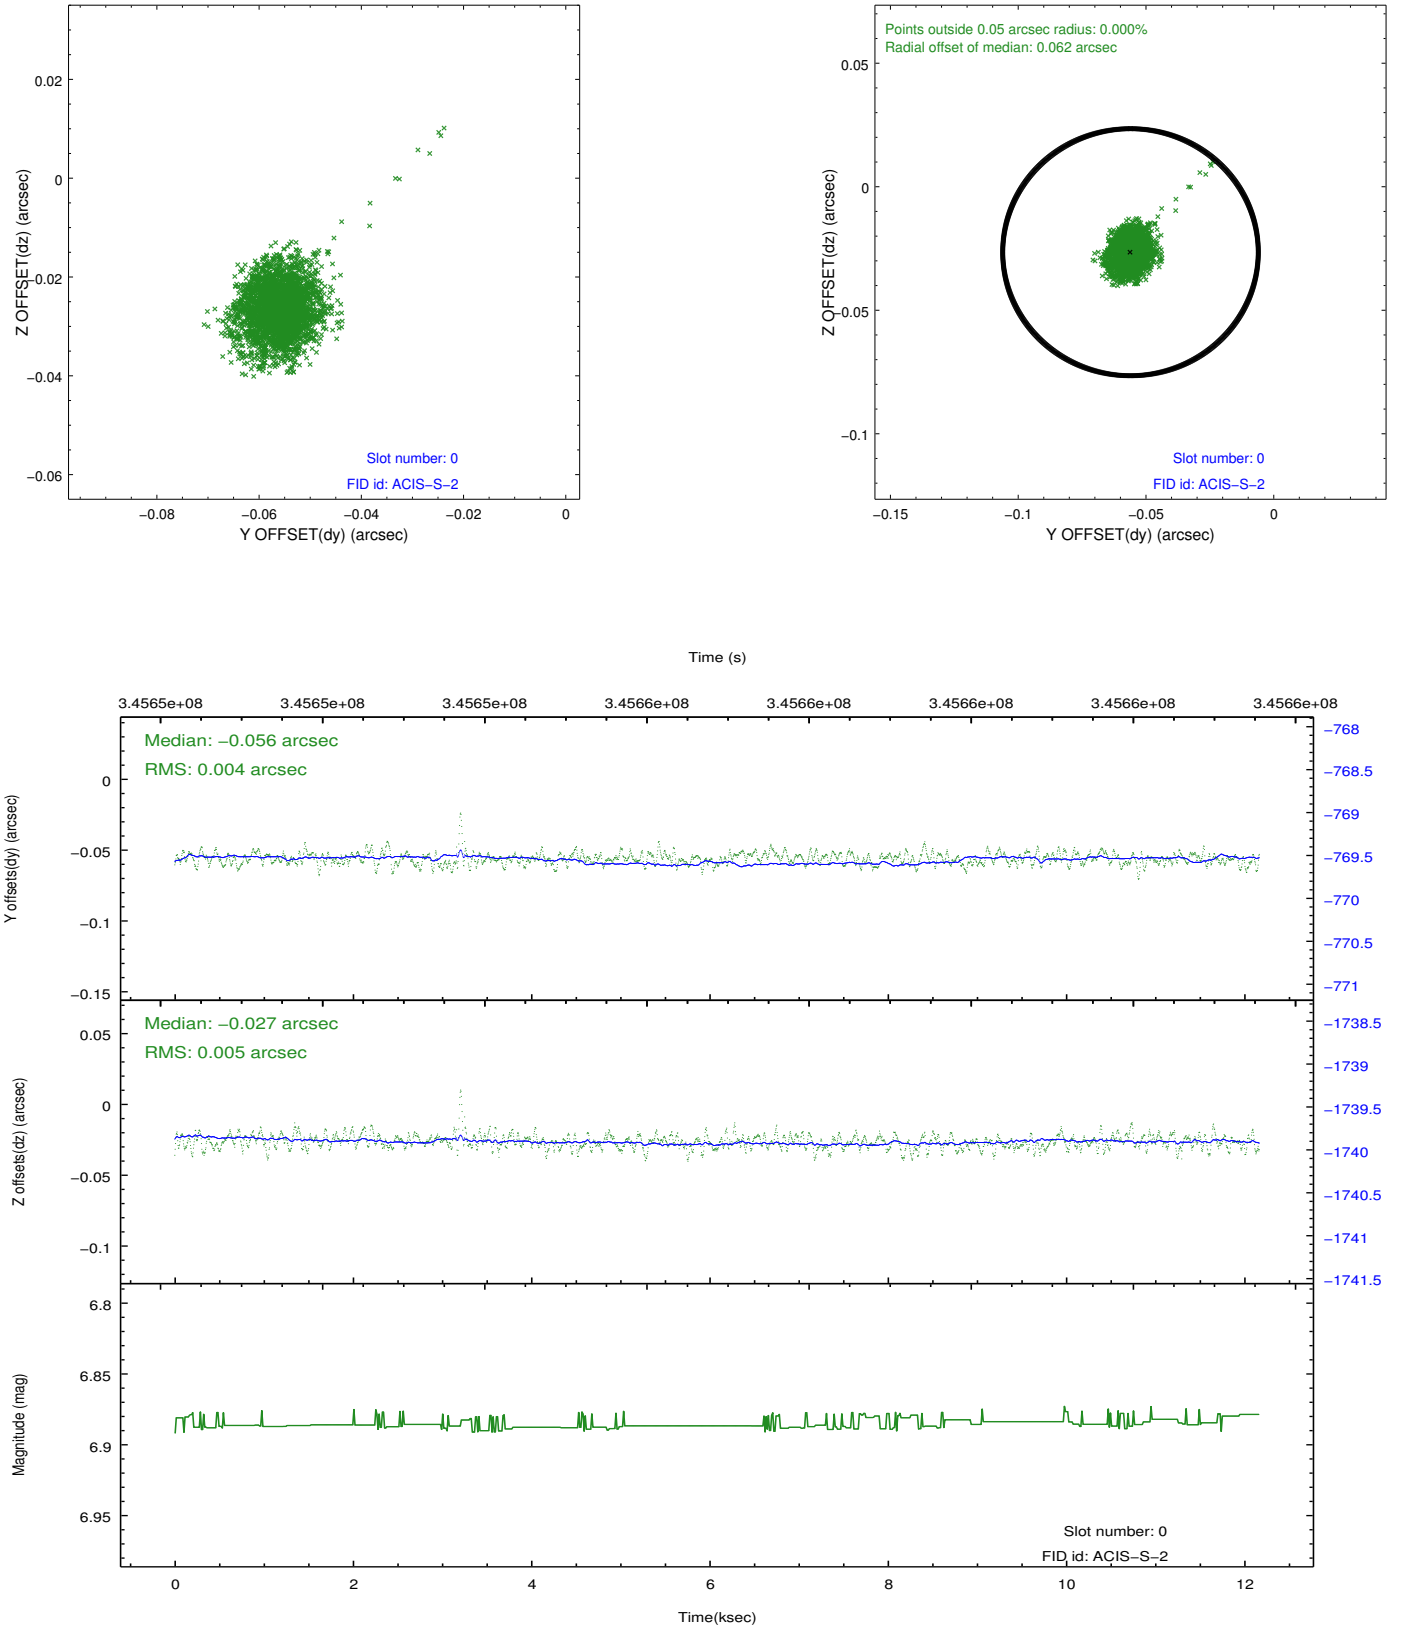 0.02
0
−0.02
−0.04
−0.06
Z OFFSET(dz) (arcsec)
Slot number: 0
FID id: ACIS−S−2
−0.08
−0.06
−0.04
−0.02
0
Y OFFSET(dy) (arcsec)
Points outside 0.05 arcsec radius: 0.000%
Radial offset of median: 0.062 arcsec
0.05
0
−0.05
−0.1
Z OFFSET(dz) (arcsec)
Slot number: 0
FID id: ACIS−S−2
−0.15
−0.1
−0.05
0
Y OFFSET(dy) (arcsec)
Time (s)
3.4565e+08
3.4565e+08
3.4565e+08
3.4566e+08
3.4566e+08
3.4566e+08
3.4566e+08
3.4566e+08
Median: −0.056 arcsec
RMS: 0.004 arcsec
0
−0.05
−0.1
−0.15
Y offsets(dy) (arcsec)
−768
−768.5
−769
−769.5
−770
−770.5
−771
Median: −0.027 arcsec
RMS: 0.005 arcsec
0.05
0
−0.05
−0.1
Z offsets(dz) (arcsec)
−1738.5
−1739
−1739.5
−1740
−1740.5
−1741
−1741.5
6.8
6.85
6.9
6.95
Magnitude (mag)
Slot number: 0
FID id: ACIS−S−2
0
2
4
6
8
10
12
Time(ksec)